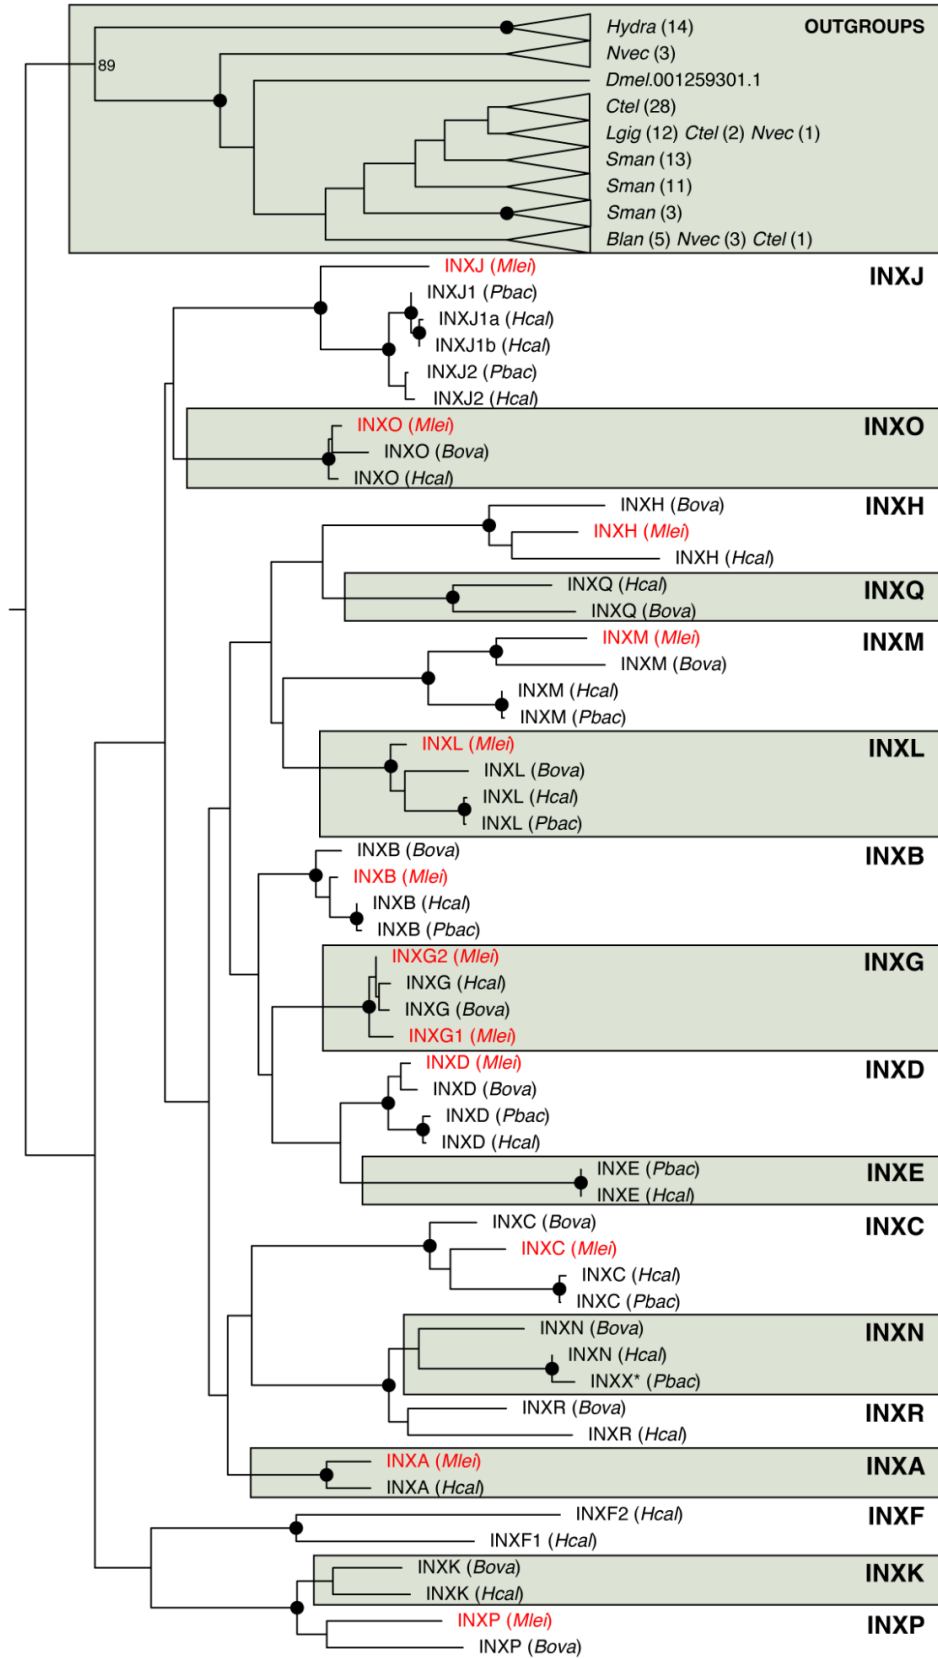 Hydra (14) OUTGROUPS
Nvec (3)
89
Dmel.001259301.1
Ctel (28)
Lgig (12) Ctel (2) Nvec (1)
Sman (13)
Sman (11)
Sman (3)
Blan (5) Nvec (3) Ctel (1)
INXJ (Mlei) INXJ
INXJ1 (Pbac)
INXJ1a (Hcal)
INXJ1b (Hcal)
INXJ2 (Pbac)
INXJ2 (Hcal)
INXO (Mlei) INXO
INXO (Bova)
INXO (Hcal)
INXH (Bova) INXH
INXH (Mlei)
INXH (Hcal)
INXQ (Hcal) INXQ
INXQ (Bova)
INXM (Mlei) INXM
INXM (Bova)
INXM (Hcal)
INXM (Pbac)
INXL (Mlei) INXL
INXL (Bova)
INXL (Hcal)
INXL (Pbac)
INXB (Bova) INXB
INXB (Mlei)
INXB (Hcal)
INXB (Pbac)
INXG2 (Mlei) INXG
INXG (Hcal)
INXG (Bova)
INXG1 (Mlei)
INXD (Mlei) INXD
INXD (Bova)
INXD (Pbac)
INXD (Hcal)
INXE (Pbac) INXE
INXE (Hcal)
INXC (Bova) INXC
INXC (Mlei)
INXC (Hcal)
INXC (Pbac)
INXN (Bova) INXN
INXN (Hcal)
INXX* (Pbac)
INXR (Bova) INXR
INXR (Hcal)
INXA (Mlei) INXA
INXA (Hcal)
INXF2 (Hcal) INXF
INXF1 (Hcal)
INXK (Bova) INXK
INXK (Hcal)
INXP (Mlei) INXP
INXP (Bova)